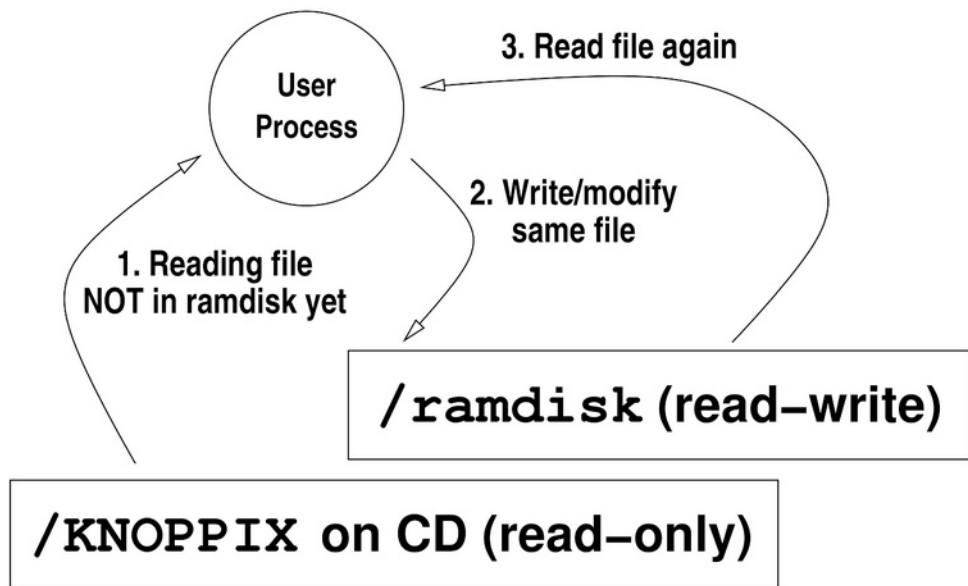 3. Read file again
User
Process
2. Write/modify
same file
1. Reading file
NOT in ramdisk yet
/ramdisk (read−write)
/KNOPPIX on CD (read−only)